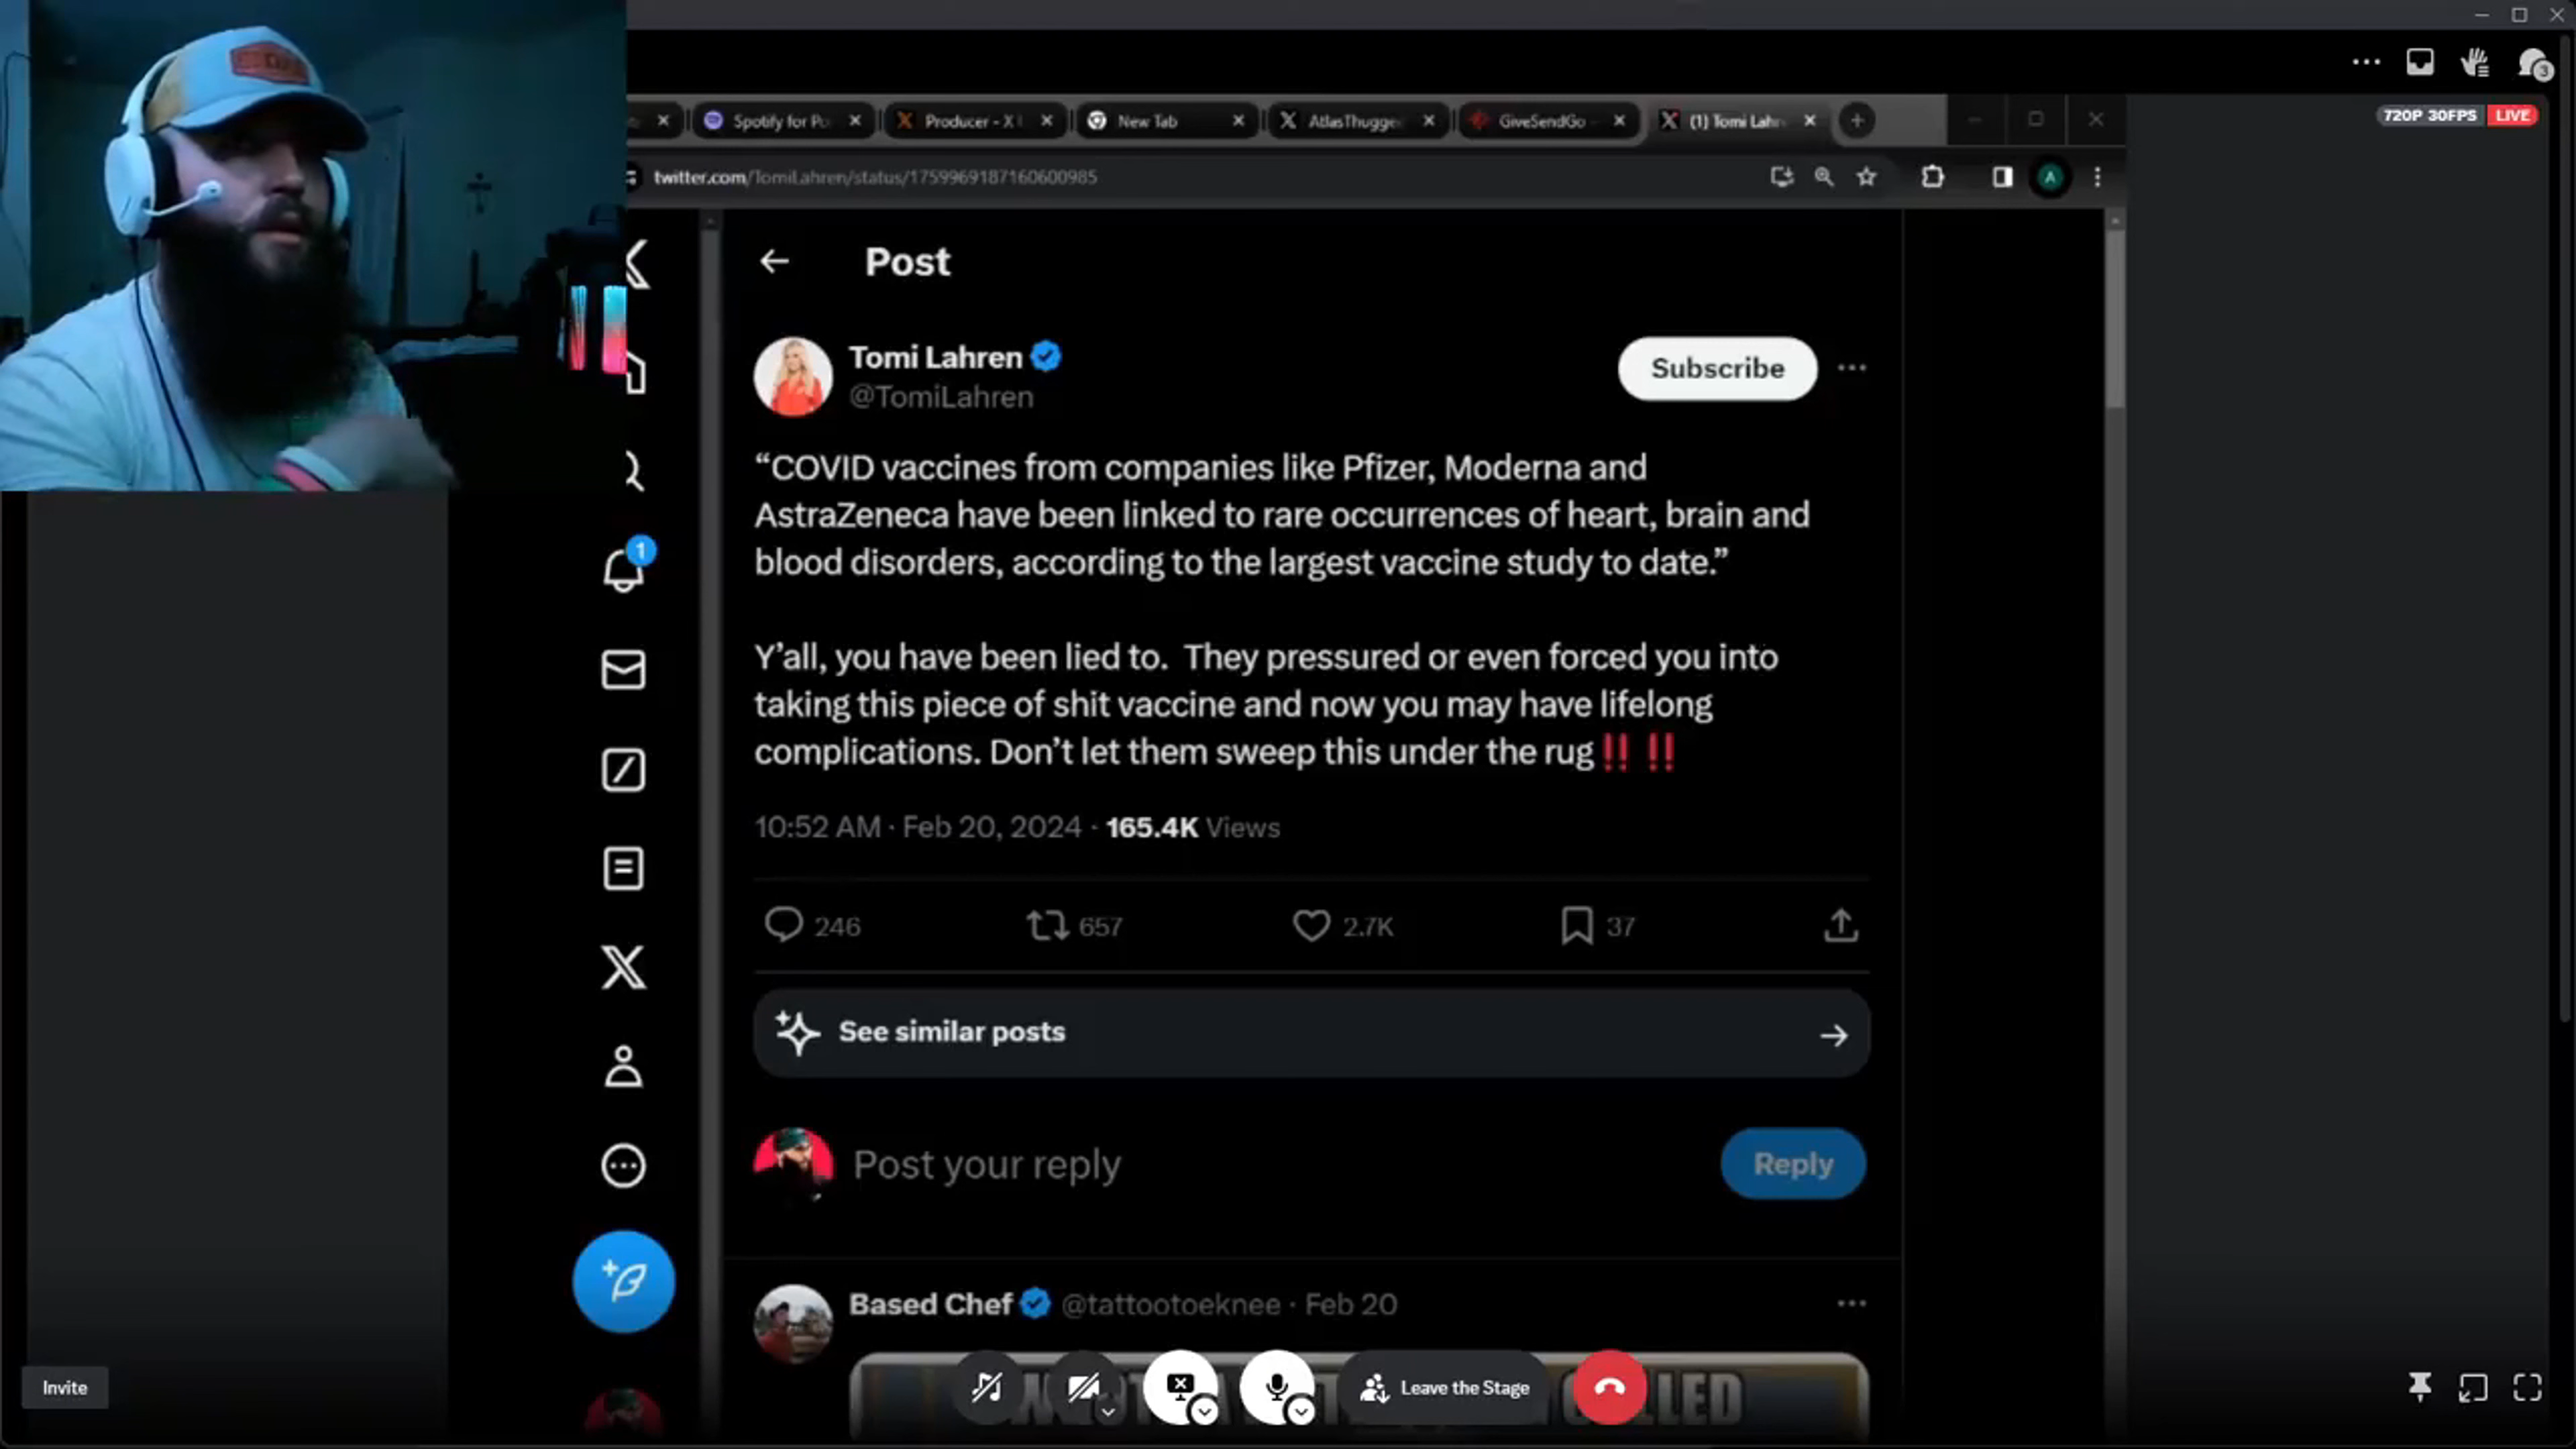 3
720P 30FPS LIVE
Spotify for Po
Producer - X
New Tab
AtlasThugge
GiveSendGo
(1) Tomi Lahr
twitter.com/TomiLahren/status/1759969187160600985
A
Post
Tomi Lahren
@TomiLahren
Subscribe
“COVID vaccines from companies like Pfizer, Moderna and
AstraZeneca have been linked to rare occurrences of heart, brain and
blood disorders, according to the largest vaccine study to date.”
1
Y’all, you have been lied to. They pressured or even forced you into
taking this piece of shit vaccine and now you may have lifelong
complications. Don’t let them sweep this under the rug‼️ ‼️
10:52 AM · Feb 20, 2024 · 165.4K Views
246 657 2.7K 37
See similar posts
Post your reply
Reply
Based Chef @tattootoeknee · Feb 20
Invite
Leave the Stage